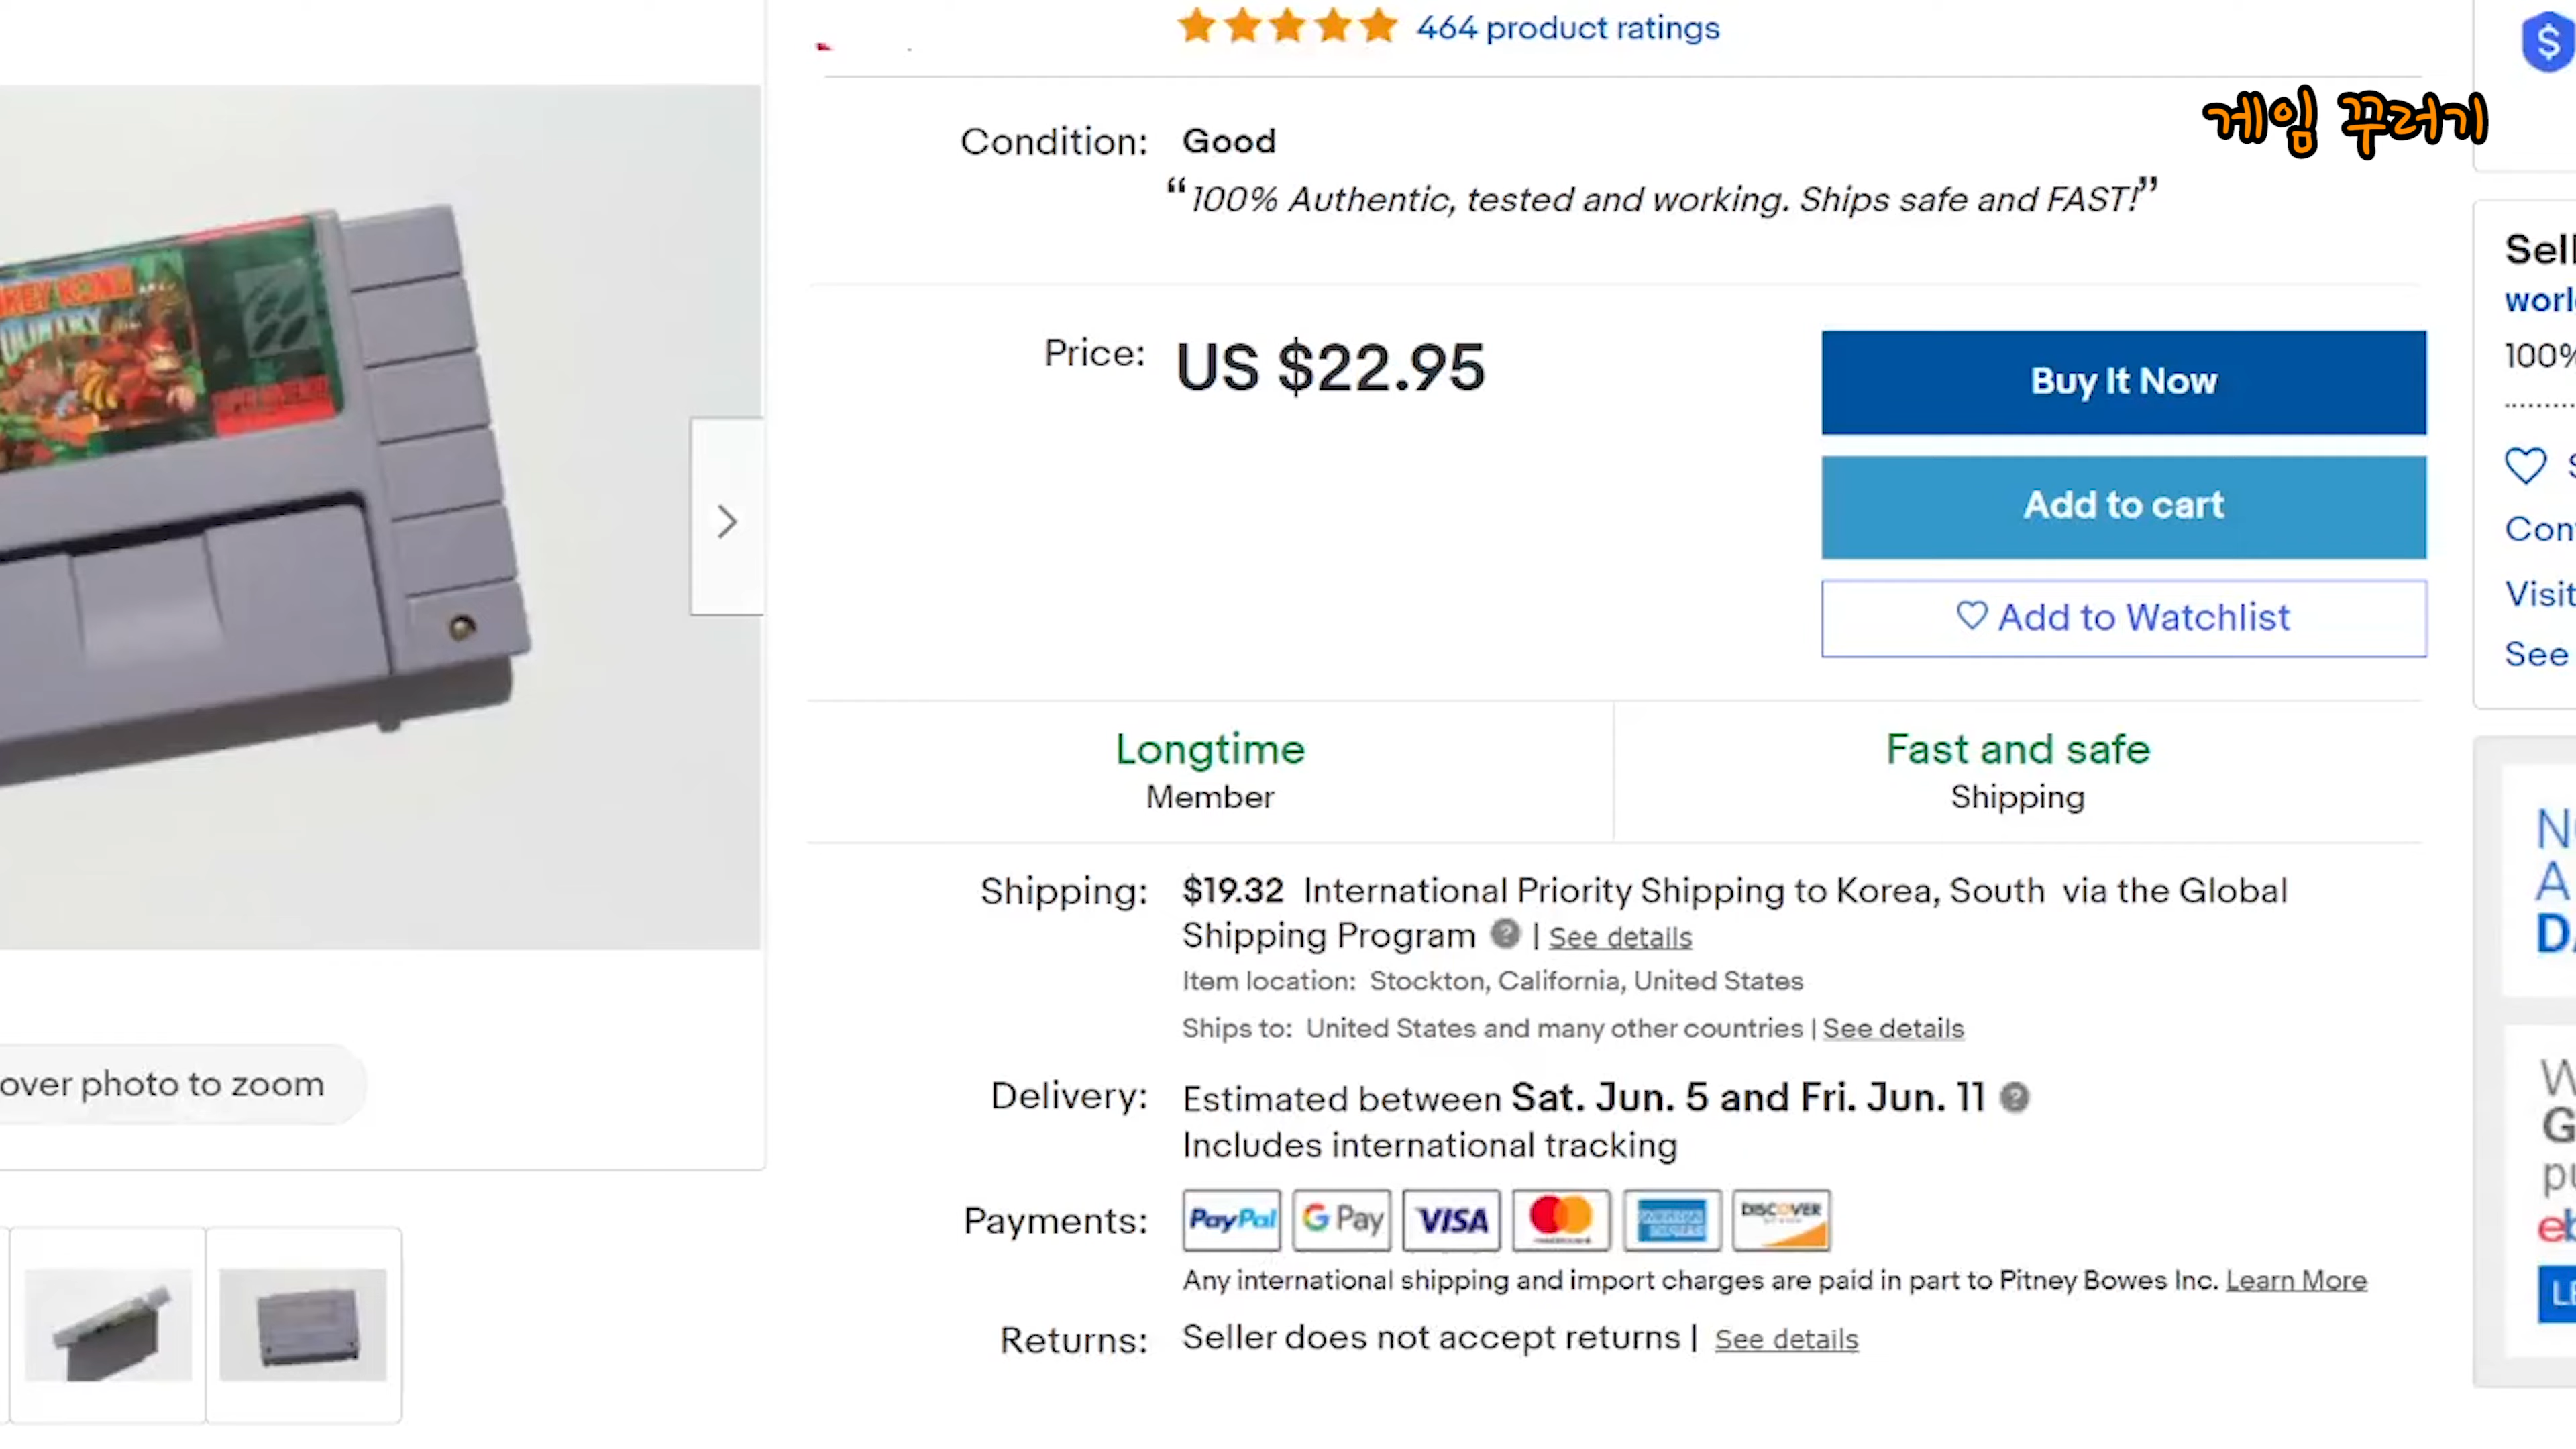 464 product ratings
게임 꾸러기
Condition: Good
“100% Authentic, tested and working. Ships safe and FAST!”
Price: US $22.95
Buy It Now
Add to cart
Add to Watchlist
Longtime
Member
Fast and safe
Shipping
Shipping: $19.32 International Priority Shipping to Korea, South via the Global
Shipping Program | See details
Item location: Stockton, California, United States
Ships to: United States and many other countries | See details
Delivery: Estimated between Sat. Jun. 5 and Fri. Jun. 11
Includes international tracking
Payments: PayPal G Pay VISA DISCOVER
Any international shipping and import charges are paid in part to Pitney Bowes Inc. Learn More
Returns: Seller does not accept returns | See details
over photo to zoom
100%
Visit
See